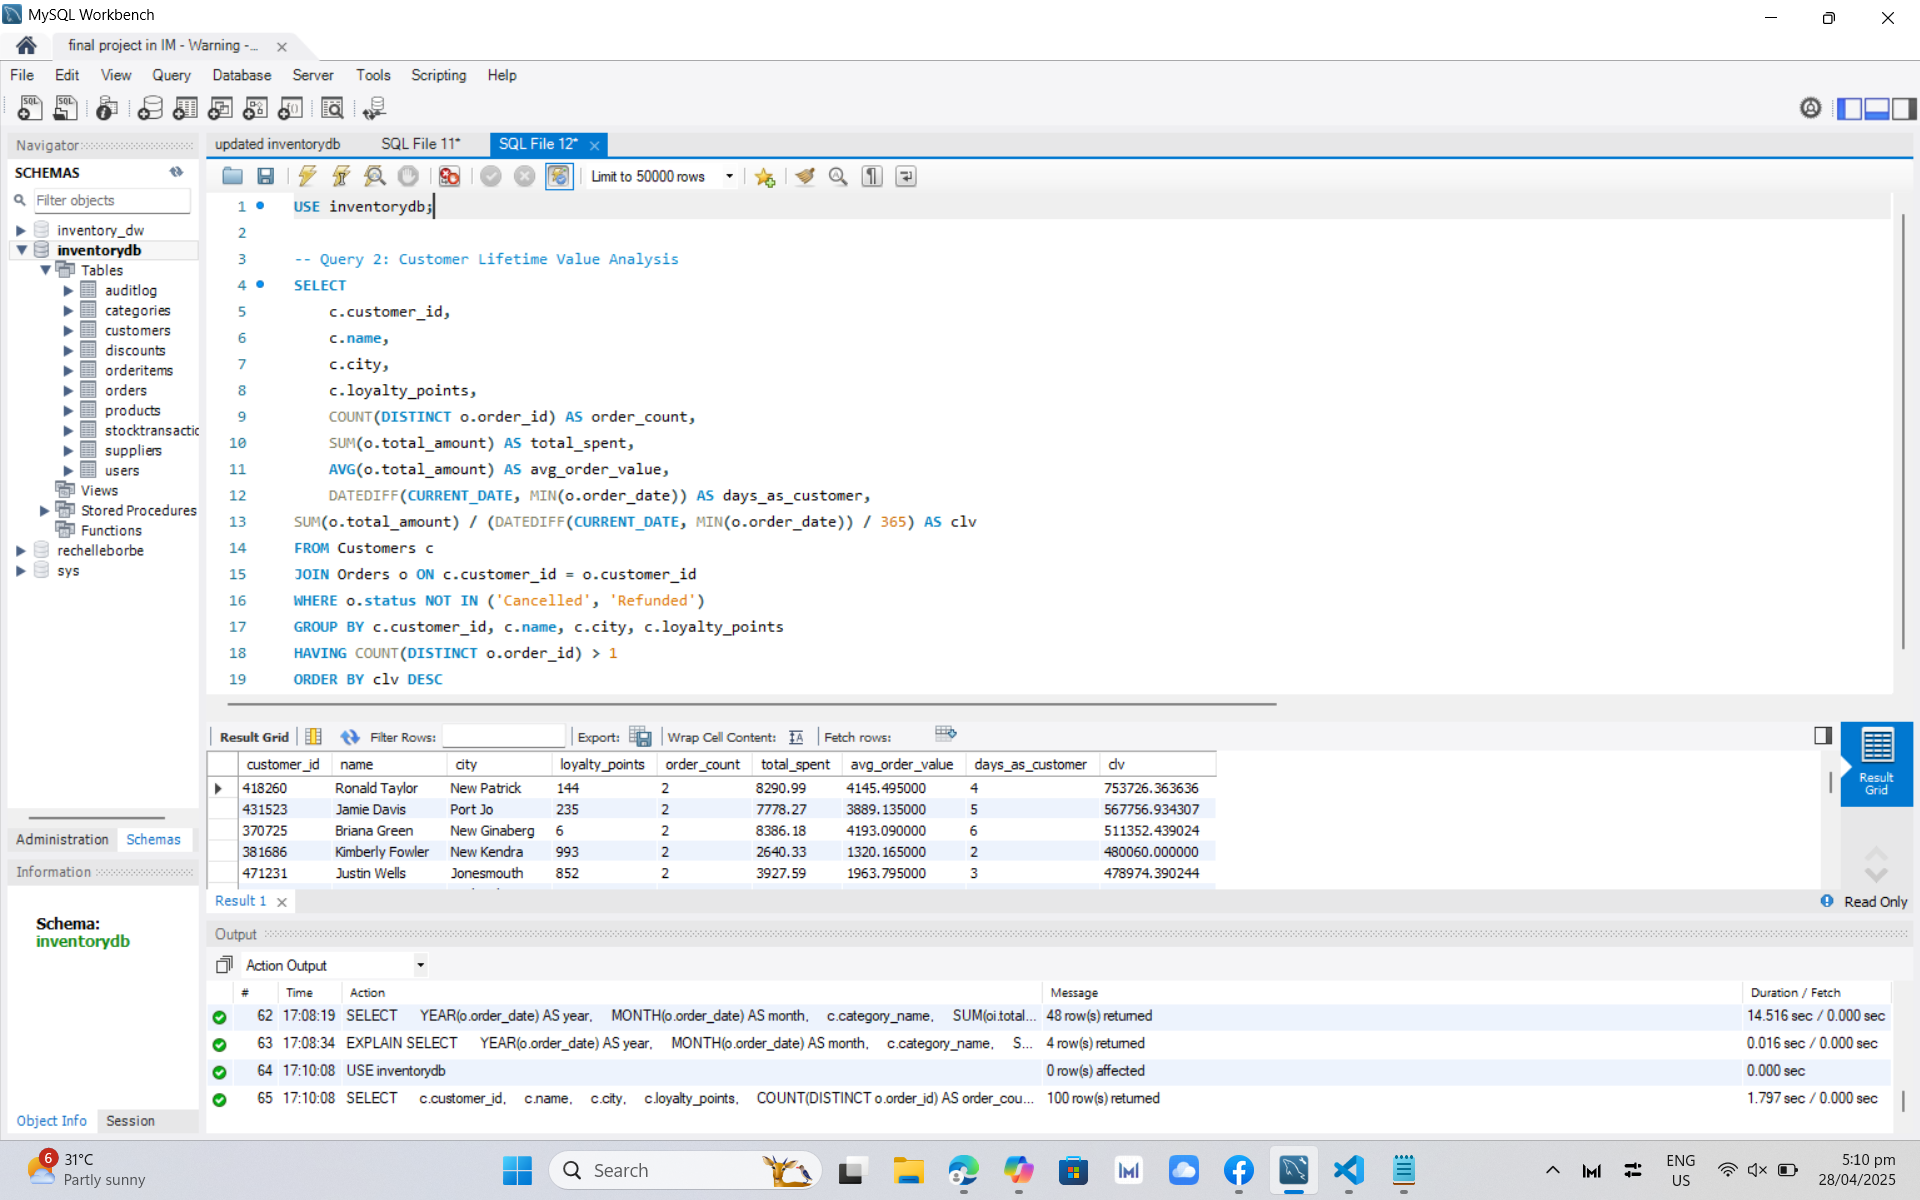 MySQL Workbench
final project in IM - Warning -...
File Edit View Query Database Server Tools Scripting Help
Navigator
SCHEMAS
Filter objects
inventory_dw
inventorydb
Tables
auditlog
categories
customers
discounts
orderitems
orders
products
stocktransactic
suppliers
users
Views
Stored Procedures
Functions
rechelleborbe
sys
Administration Schemas
Information
Schema:
inventorydb
Object Info Session
updated inventorydb SQL File 11* SQL File 12*
Limit to 50000 rows
1 USE inventorydb;
2
3 -- Query 2: Customer Lifetime Value Analysis
4 SELECT
5 c.customer_id,
6 c.name,
7 c.city,
8 c.loyalty_points,
9 COUNT(DISTINCT o.order_id) AS order_count,
10 SUM(o.total_amount) AS total_spent,
11 AVG(o.total_amount) AS avg_order_value,
12 DATEDIFF(CURRENT_DATE, MIN(o.order_date)) AS days_as_customer,
13 SUM(o.total_amount) / (DATEDIFF(CURRENT_DATE, MIN(o.order_date)) / 365) AS clv
14 FROM Customers c
15 JOIN Orders o ON c.customer_id = o.customer_id
16 WHERE o.status NOT IN ('Cancelled', 'Refunded')
17 GROUP BY c.customer_id, c.name, c.city, c.loyalty_points
18 HAVING COUNT(DISTINCT o.order_id) > 1
19 ORDER BY clv DESC
Result Grid Filter Rows: Export: Wrap Cell Content: Fetch rows:
customer_id name city loyalty_points order_count total_spent avg_order_value days_as_customer clv
418260 Ronald Taylor New Patrick 144 2 8290.99 4145.495000 4 753726.363636
431523 Jamie Davis Port Jo 235 2 7778.27 3889.135000 5 567756.934307
370725 Briana Green New Ginaberg 6 2 8386.18 4193.090000 6 511352.439024
381686 Kimberly Fowler New Kendra 993 2 2640.33 1320.165000 2 480060.000000
471231 Justin Wells Jonesmouth 852 2 3927.59 1963.795000 3 478974.390244
Result Grid
Result 1
Read Only
Output
Action Output
# Time Action Message Duration / Fetch
62 17:08:19 SELECT YEAR(o.order_date) AS year, MONTH(o.order_date) AS month, c.category_name, SUM(oi.total... 48 row(s) returned 14.516 sec / 0.000 sec
63 17:08:34 EXPLAIN SELECT YEAR(o.order_date) AS year, MONTH(o.order_date) AS month, c.category_name, S... 4 row(s) returned 0.016 sec / 0.000 sec
64 17:10:08 USE inventorydb 0 row(s) affected 0.000 sec
65 17:10:08 SELECT c.customer_id, c.name, c.city, c.loyalty_points, COUNT(DISTINCT o.order_id) AS order_cou... 100 row(s) returned 1.797 sec / 0.000 sec
6
31°C
Partly sunny
Search
ENG
US
5:10 pm
28/04/2025